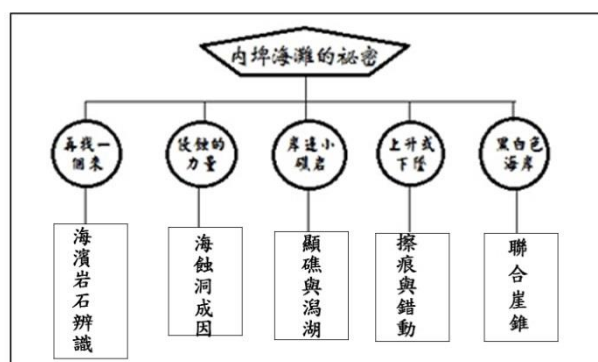 內埤海灘的祕密
再找一
個來
侵蝕的
力量
岸邊小
礁岩
上升或
下墜
黑白色
海岸
海濱岩石辨識
海蝕洞成因
顯礁與潟湖
擦痕與錯動
聯合崖錐